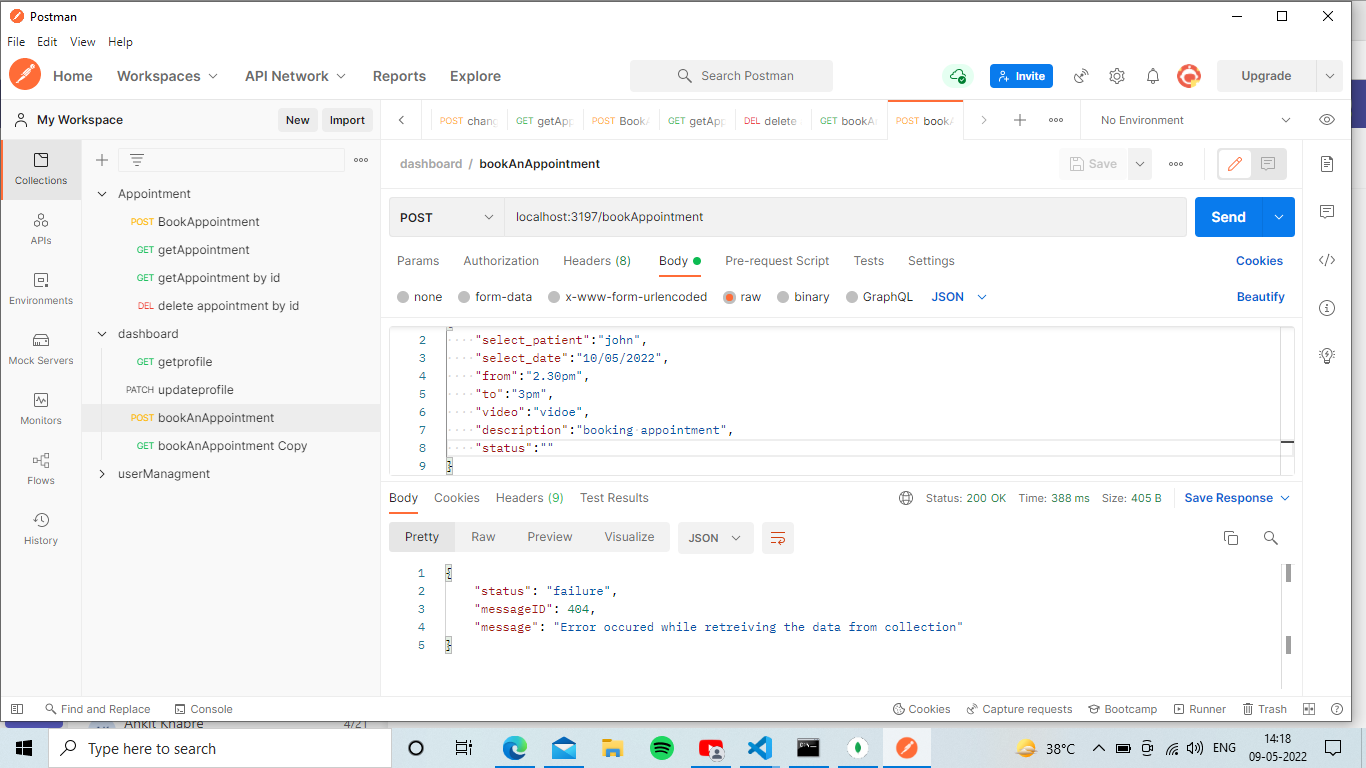 Postman
File Edit View Help
Home Workspaces API Network Reports Explore Search Postman Invite Upgrade
My Workspace New Import POST chang GET getApp POST Book GET getApp DEL delete GET bookA POST book No Environment
Collections
APIs
Environments
Mock Servers
Monitors
Flows
History
Appointment
POST BookAppointment
GET getAppointment
GET getAppointment by id
DEL delete appointment by id
dashboard
GET getprofile
PATCH updateprofile
POST bookAnAppointment
GET bookAnAppointment Copy
userManagment
dashboard / bookAnAppointment Save
POST localhost:3197/bookAppointment Send
Params Authorization Headers (8) Body Pre-request Script Tests Settings Cookies
none form-data x-www-form-urlencoded raw binary GraphQL JSON Beautify
2 "select_patient":"john",
3 "select_date":"10/05/2022",
4 "from":"2.30pm",
5 "to":"3pm",
6 "video":"vidoe",
7 "description":"booking appointment",
8 "status":""
9 }
Body Cookies Headers (9) Test Results Status: 200 OK Time: 388 ms Size: 405 B Save Response
Pretty Raw Preview Visualize JSON
1 {
2 "status": "failure",
3 "messageID": 404,
4 "message": "Error occured while retreiving the data from collection"
5 }
Find and Replace Console Cookies Capture requests Bootcamp Runner Trash
Ankit Khapre 4/21
Type here to search 38°C ENG 14:18
09-05-2022